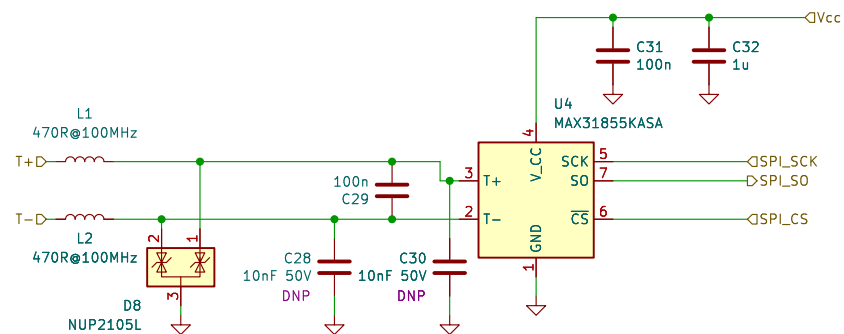 Vcc
C31
100n
C32
1u
U4
MAX31855KASA
L1
470R@100MHz
4
V_CC
T+
100n
C29
3
T+
SCK
5
SPI_SCK
SO
7
SPI_SO
T-
2
T-
CS
6
SPI_CS
L2
470R@100MHz
2
1
GND
1
C28
10nF 50V
DNP
C30
10nF 50V
DNP
3
D8
NUP2105L